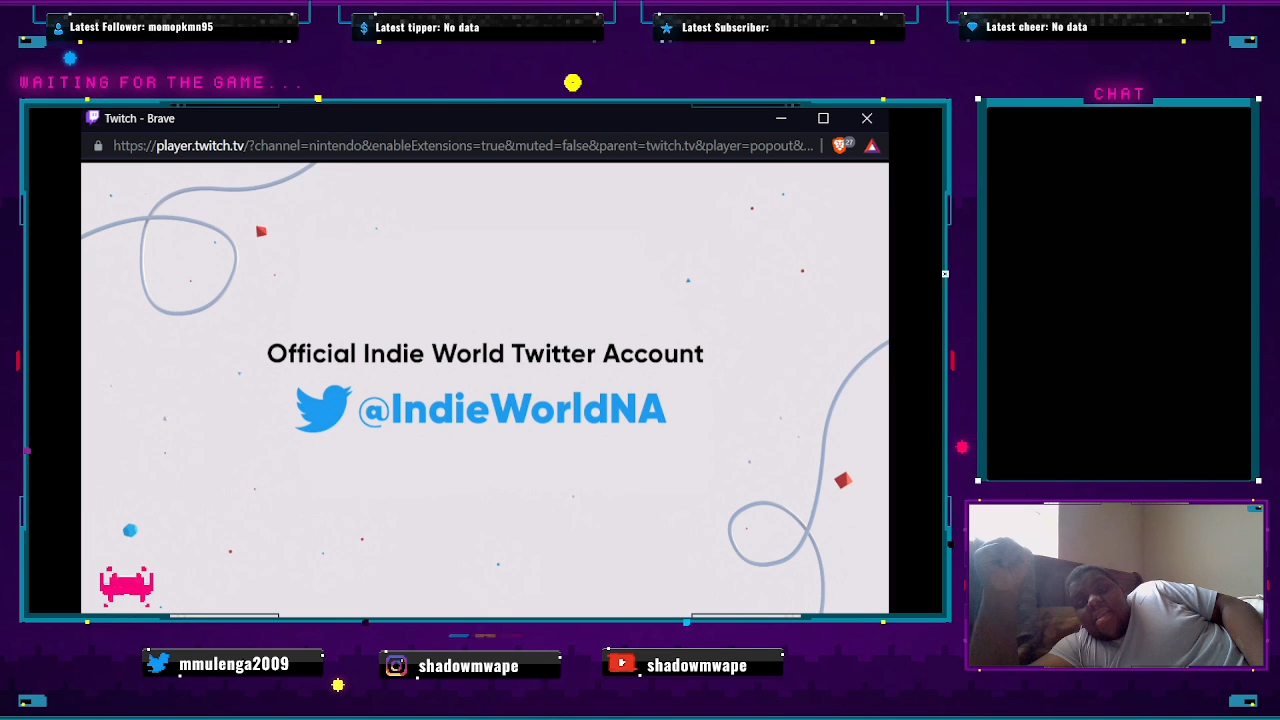 Latest Follower: momopkmn95
Latest tipper: No data
Latest Subscriber:
Latest cheer: No data
WAITING FOR THE GAME...
CHAT
Twitch - Brave
https://player.twitch.tv/?channel=nintendo&enableExtensions=true&muted=false&parent=twitch.tv&player=popout&...
27
Official Indie World Twitter Account
@IndieWorldNA
mmulenga2009
shadowmwape
shadowmwape